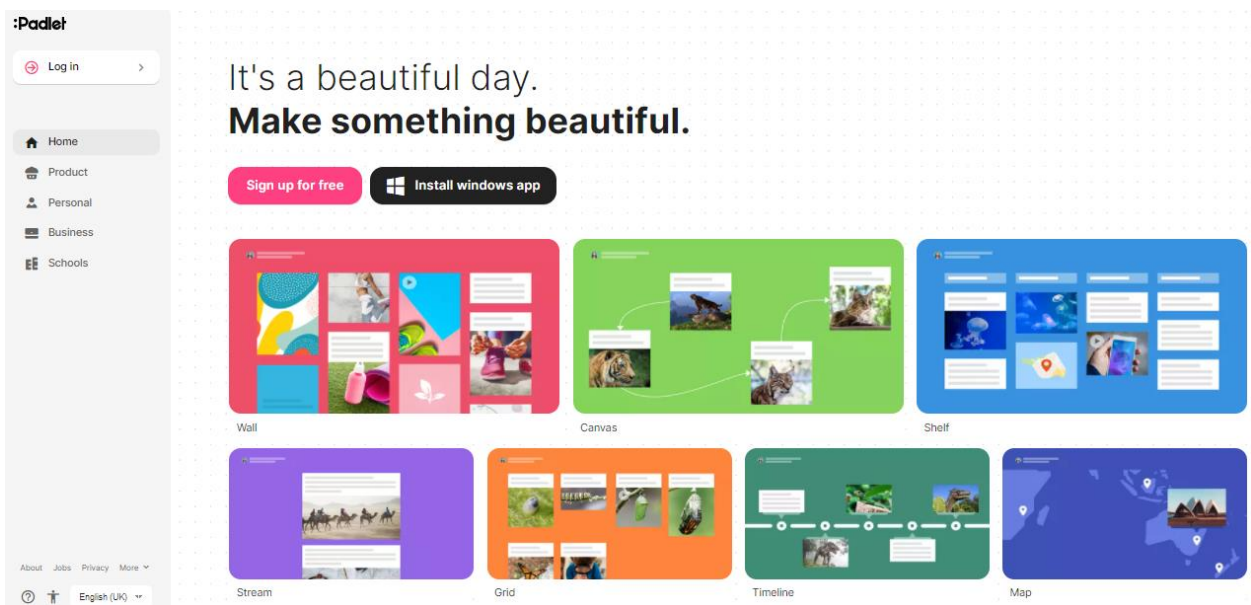 :Padlet
Log in
Home
Product
Personal
Business
Schools
About Jobs Privacy More
English (UK)
It's a beautiful day.
Make something beautiful.
Sign up for free
Install windows app
Wall
Canvas
Shelf
Stream
Grid
Timeline
Map